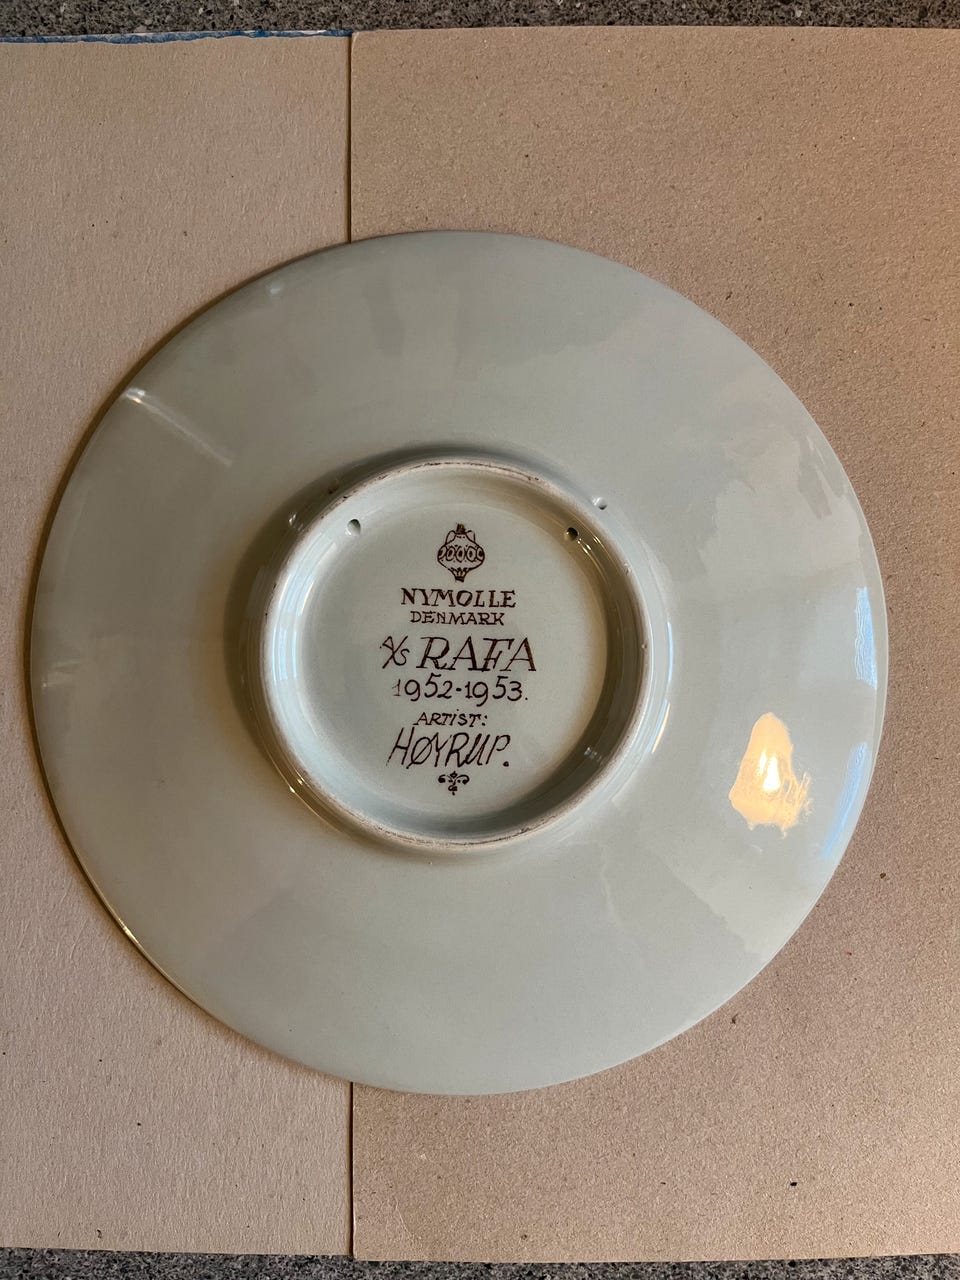 NYMOLLE
DENMARK
A/S RAFA
1952-1953.
ARTIST:
HØYRUP.